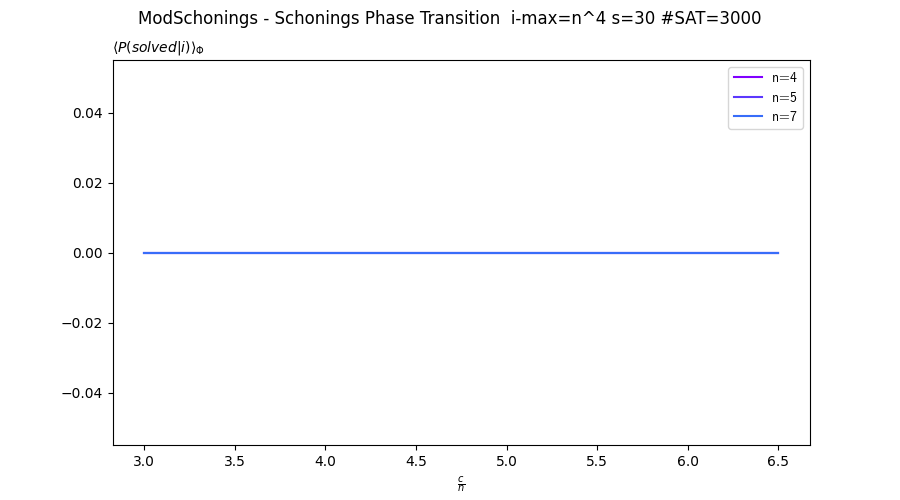 ModSchonings - Schonings Phase Transition  i-max=n^4 s=30 #SAT=3000
⟨P(solved|i)⟩Φ
n=4
n=5
n=7
0.04
0.02
0.00
−0.02
−0.04
3.0 3.5 4.0 4.5 5.0 5.5 6.0 6.5
c/n